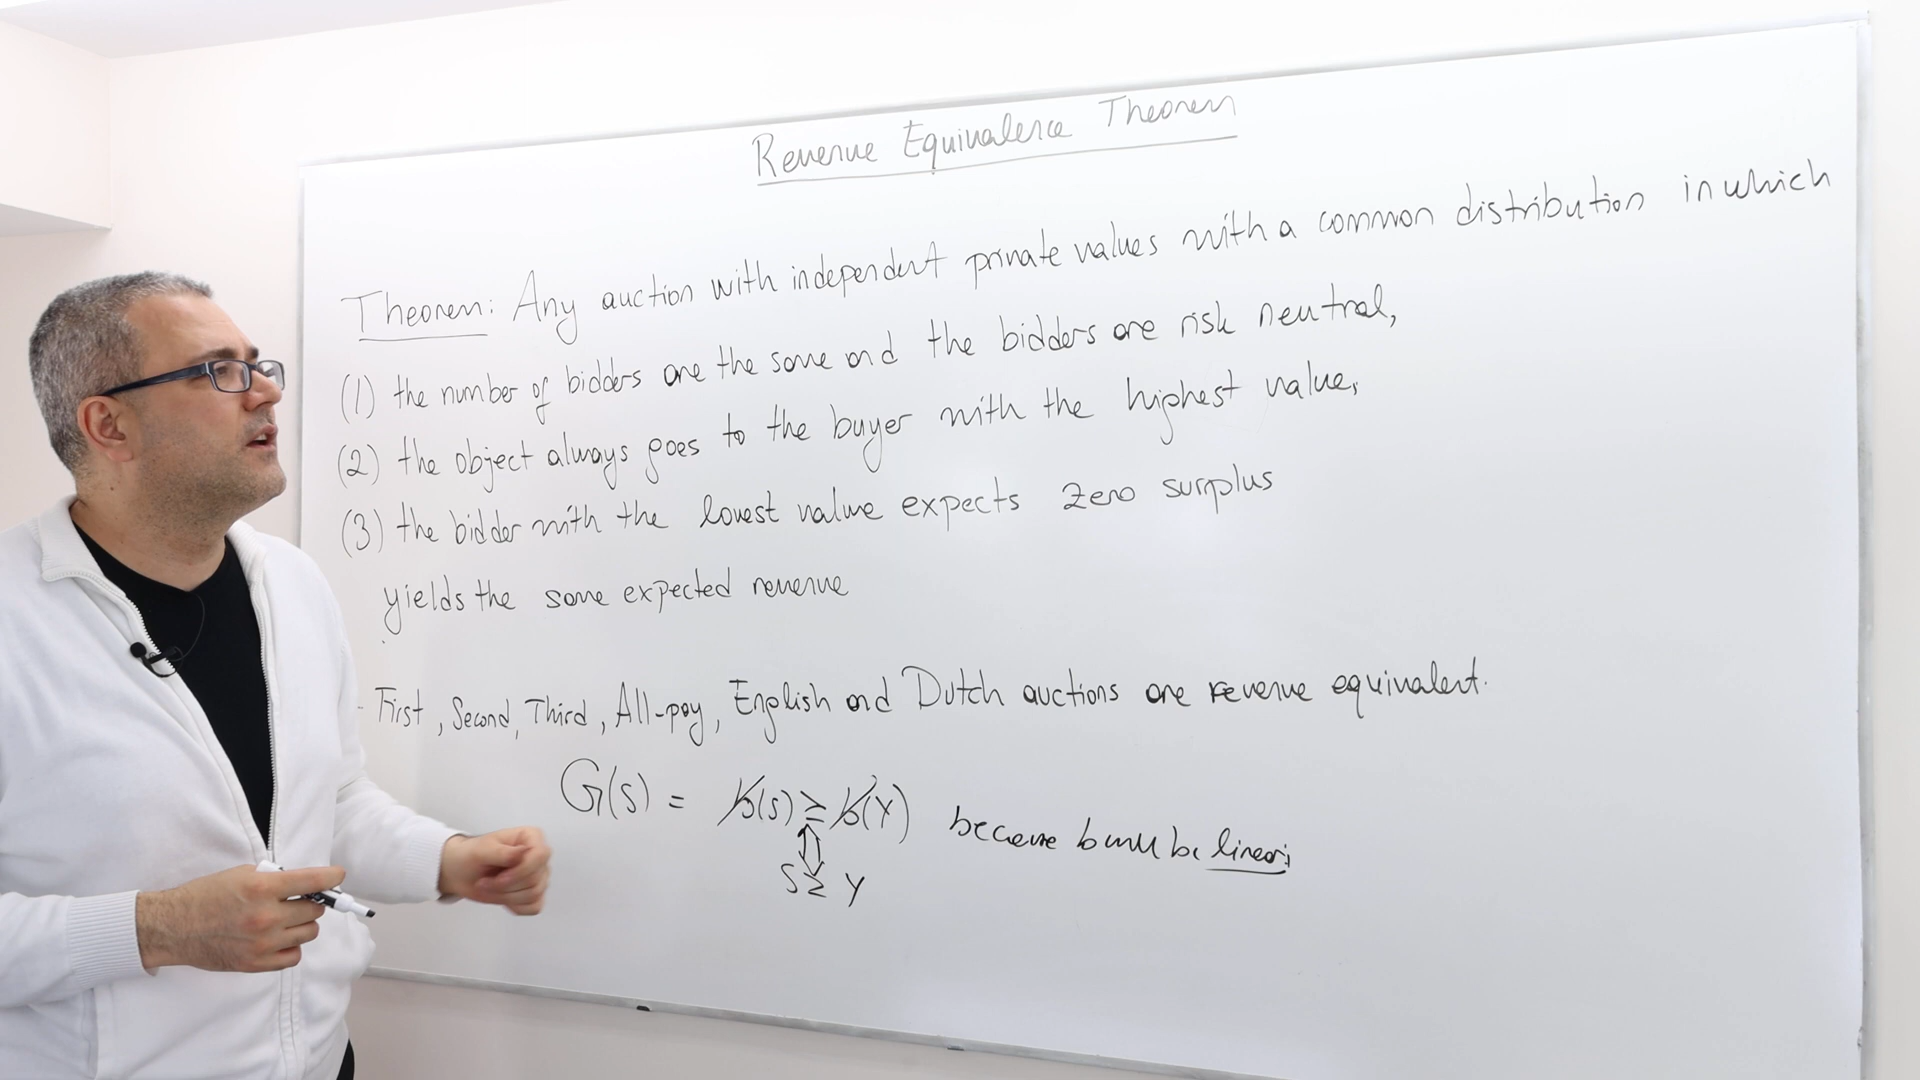 Revenue Equivalence Theorem
Theorem: Any auction with independent private values with a common distribution in which
(1) the number of bidders are the same and the bidders are risk neutral,
(2) the object always goes to the buyer with the highest value,
(3) the bidder with the lowest value expects zero surplus
yields the same expected revenue
- First, Second, Third, All-pay, English and Dutch auctions are revenue equivalent.
G(s) = b(s) ≥ b(Y) because b must be linear;
s ≥ Y